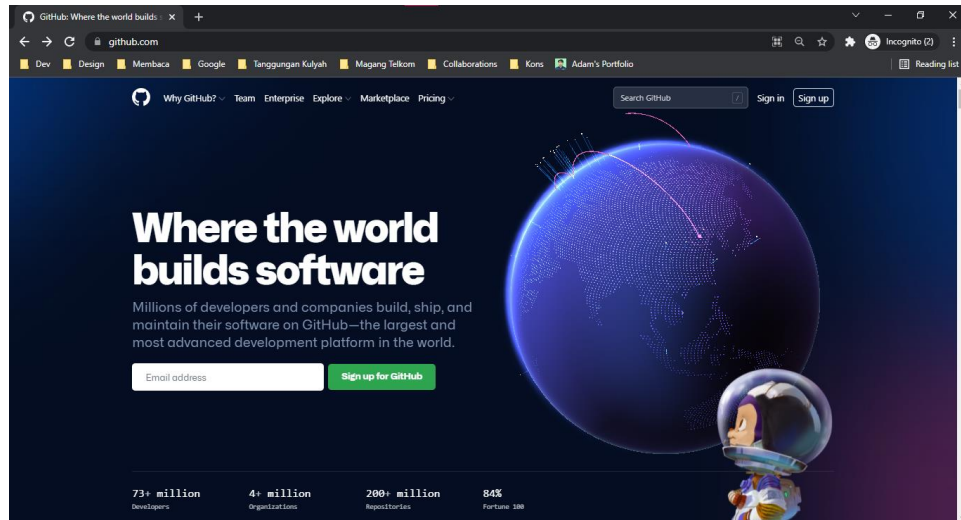 GitHub: Where the world builds s
github.com
Incognito (2)
Dev Design Membaca Google Tanggungan Kulyah Magang Telkom Collaborations Kons Adam's Portfolio Reading list
Why GitHub? Team Enterprise Explore Marketplace Pricing Search GitHub / Sign in Sign up
Where the world
builds software
Millions of developers and companies build, ship, and
maintain their software on GitHub—the largest and
most advanced development platform in the world.
Email address Sign up for GitHub
73+ million 4+ million 200+ million 84%
Developers Organizations Repositories Fortune 100